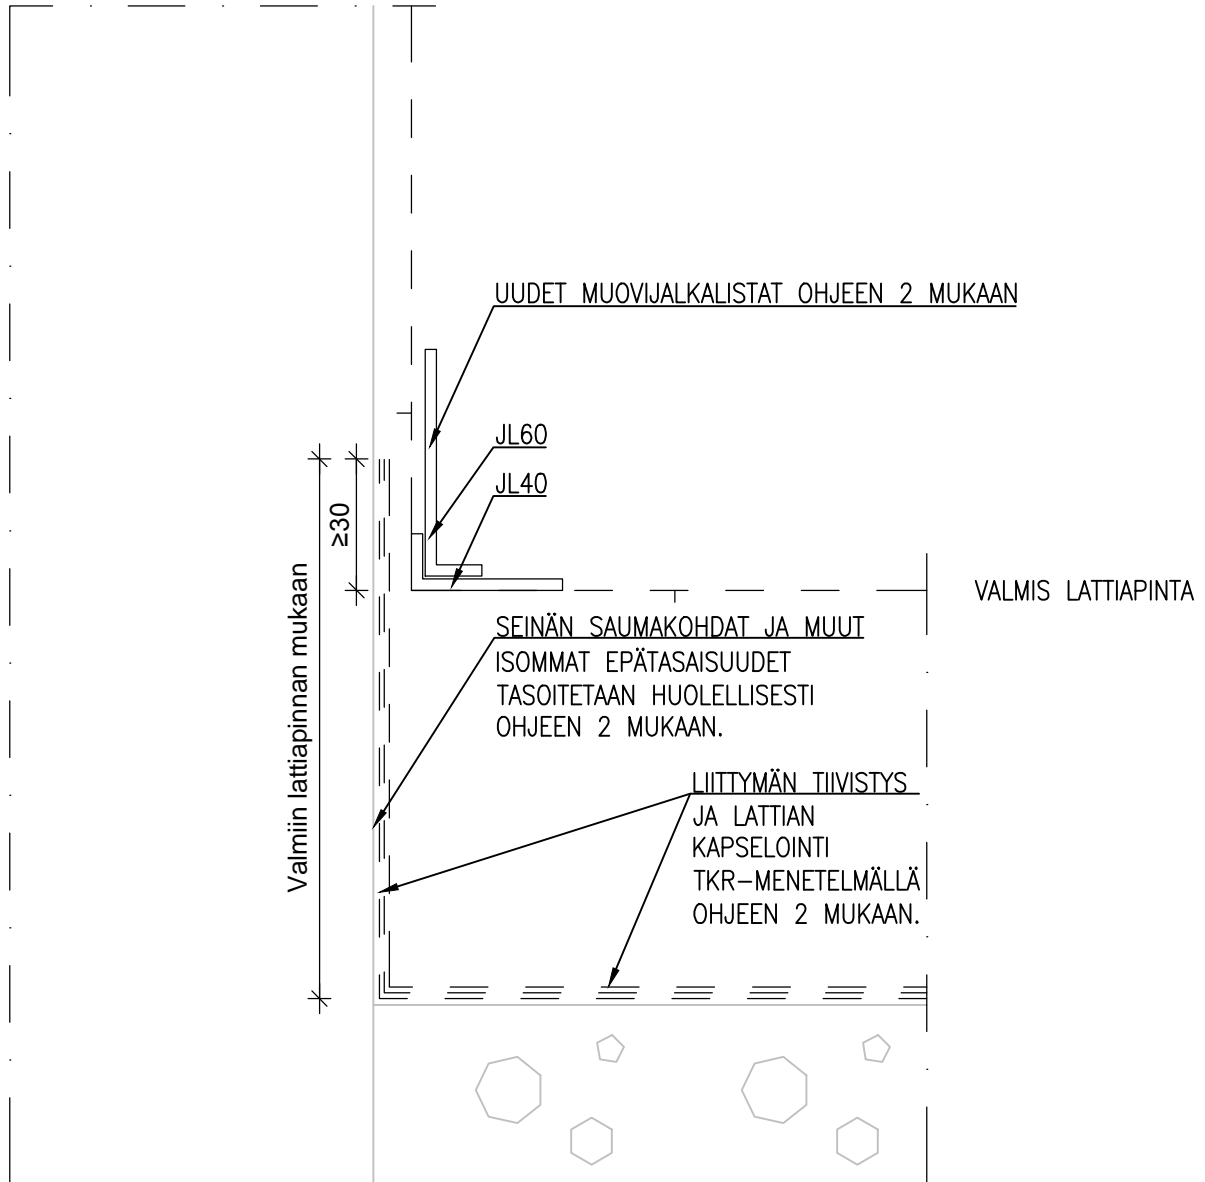 UUDET MUOVIJALKALISTAT OHJEEN 2 MUKAAN
JL60
JL40
≥30
Valmiin lattiapinnan mukaan
VALMIS LATTIAPINTA
SEINÄN SAUMAKOHDAT JA MUUT
ISOMMAT EPÄTASAISUUDET
TASOITETAAN HUOLELLISESTI
OHJEEN 2 MUKAAN.
LIITTYMÄN TIIVISTYS
JA LATTIAN
KAPSELOINTI
TKR-MENETELMÄLLÄ
OHJEEN 2 MUKAAN.